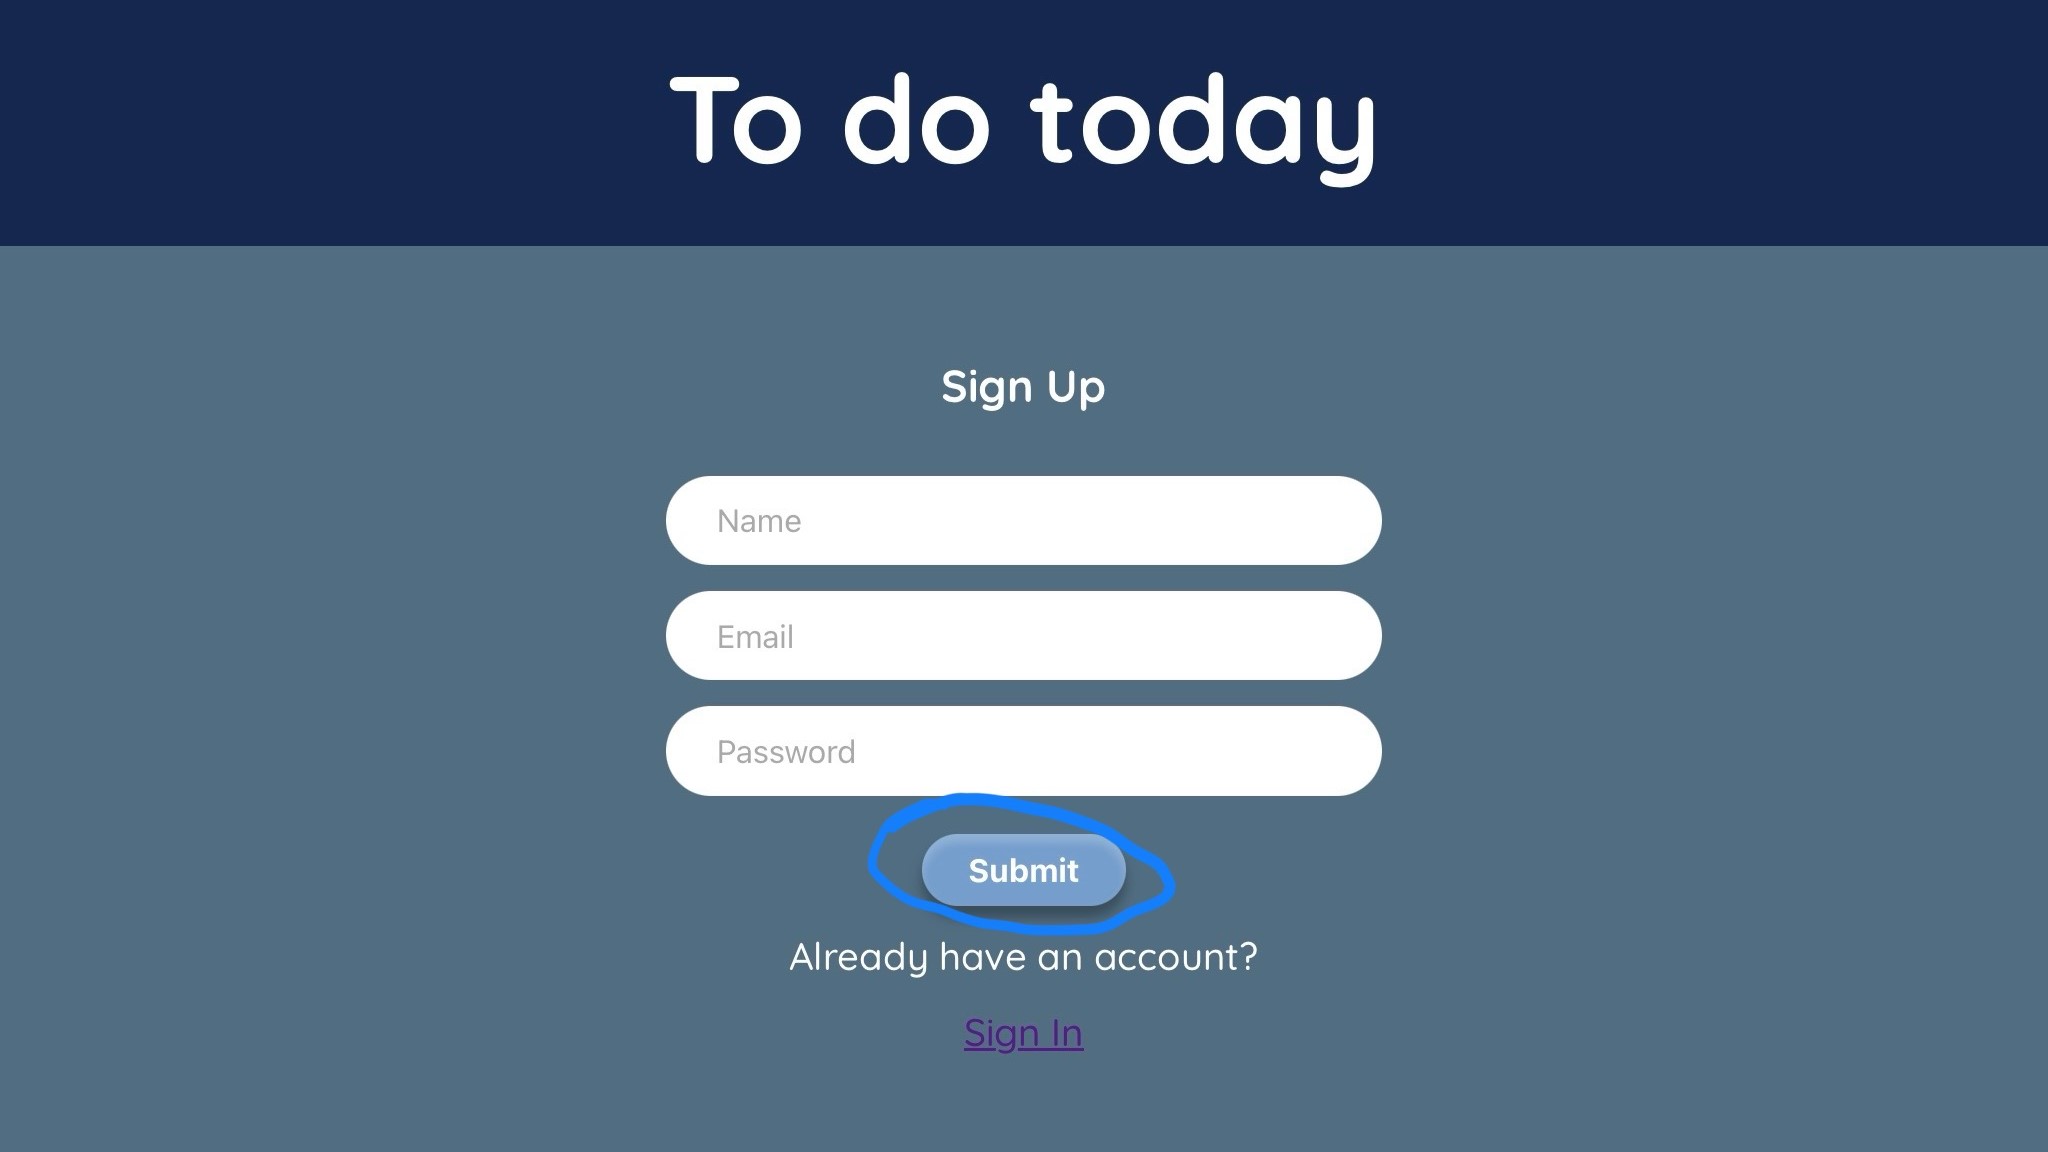 To do today
Sign Up
Name
Email
Password
Submit
Already have an account?
Sign In